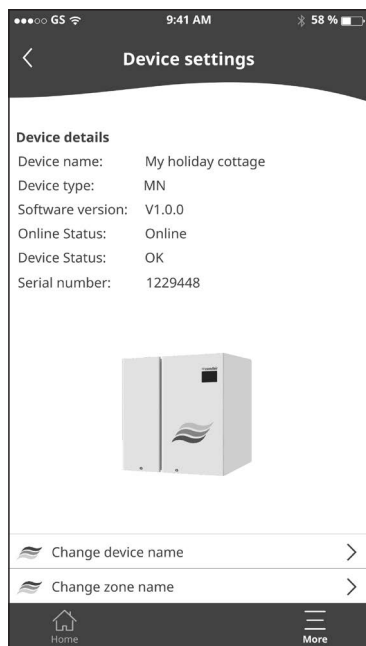 GS 9:41 AM 58 %
Device settings
Device details
Device name: My holiday cottage
Device type: MN
Software version: V1.0.0
Online Status: Online
Device Status: OK
Serial number: 1229448
Change device name
Change zone name
Home More